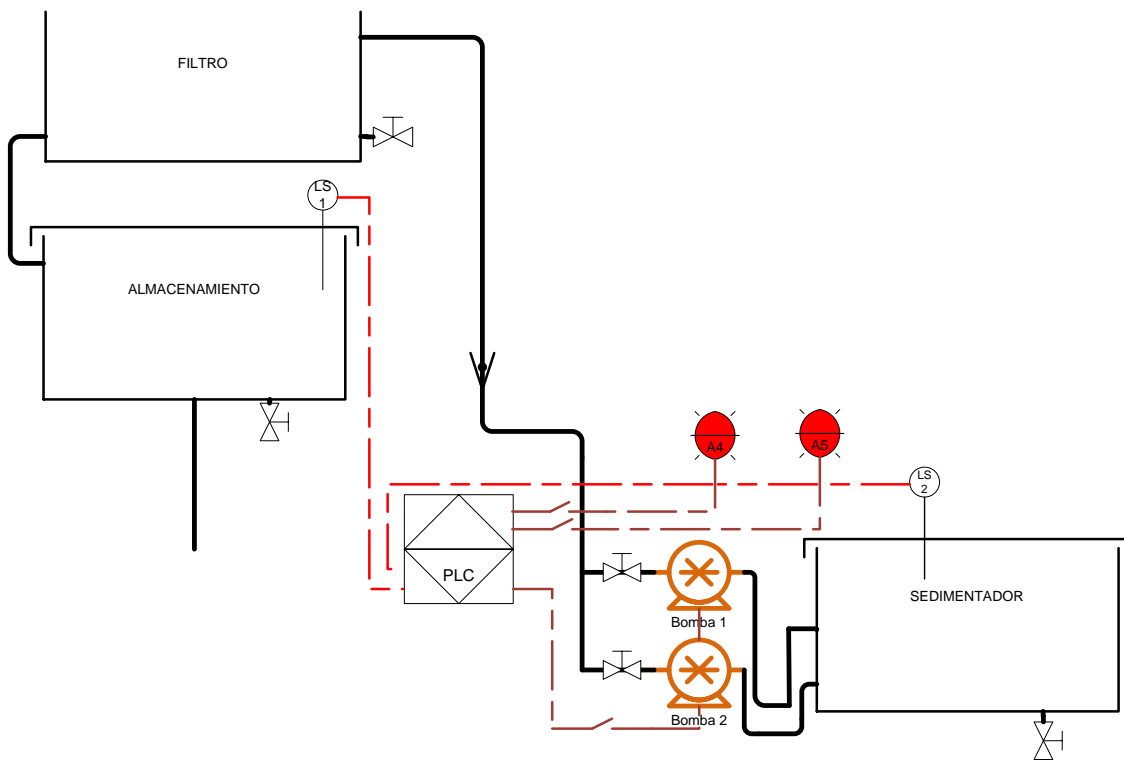 FILTRO
LS
1
ALMACENAMIENTO
A4
A5
LS
2
PLC
SEDIMENTADOR
Bomba 1
Bomba 2